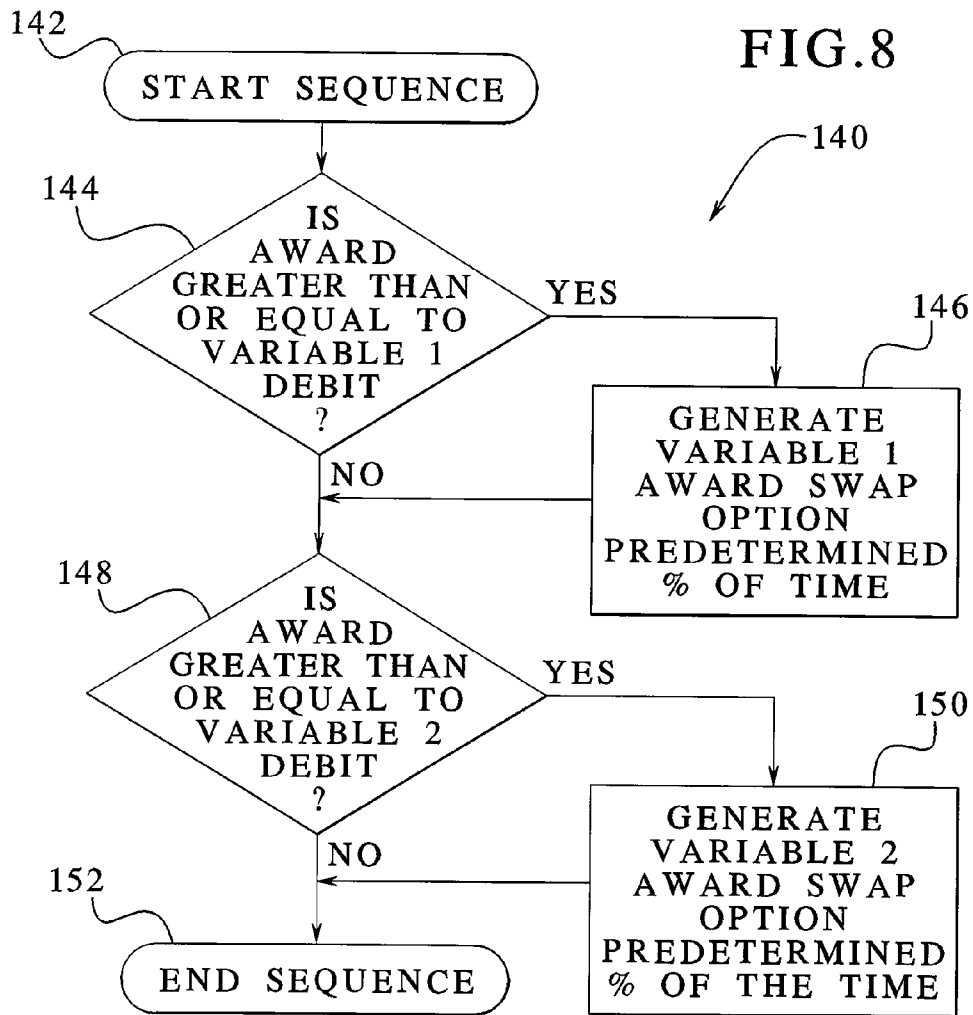 FIG.8
142
START SEQUENCE
140
144
IS
AWARD
GREATER THAN
OR EQUAL TO
VARIABLE 1
DEBIT
?
YES
NO
146
GENERATE
VARIABLE 1
AWARD SWAP
OPTION
PREDETERMINED
% OF TIME
148
IS
AWARD
GREATER THAN
OR EQUAL TO
VARIABLE 2
DEBIT
?
YES
NO
150
GENERATE
VARIABLE 2
AWARD SWAP
OPTION
PREDETERMINED
% OF THE TIME
152
END SEQUENCE